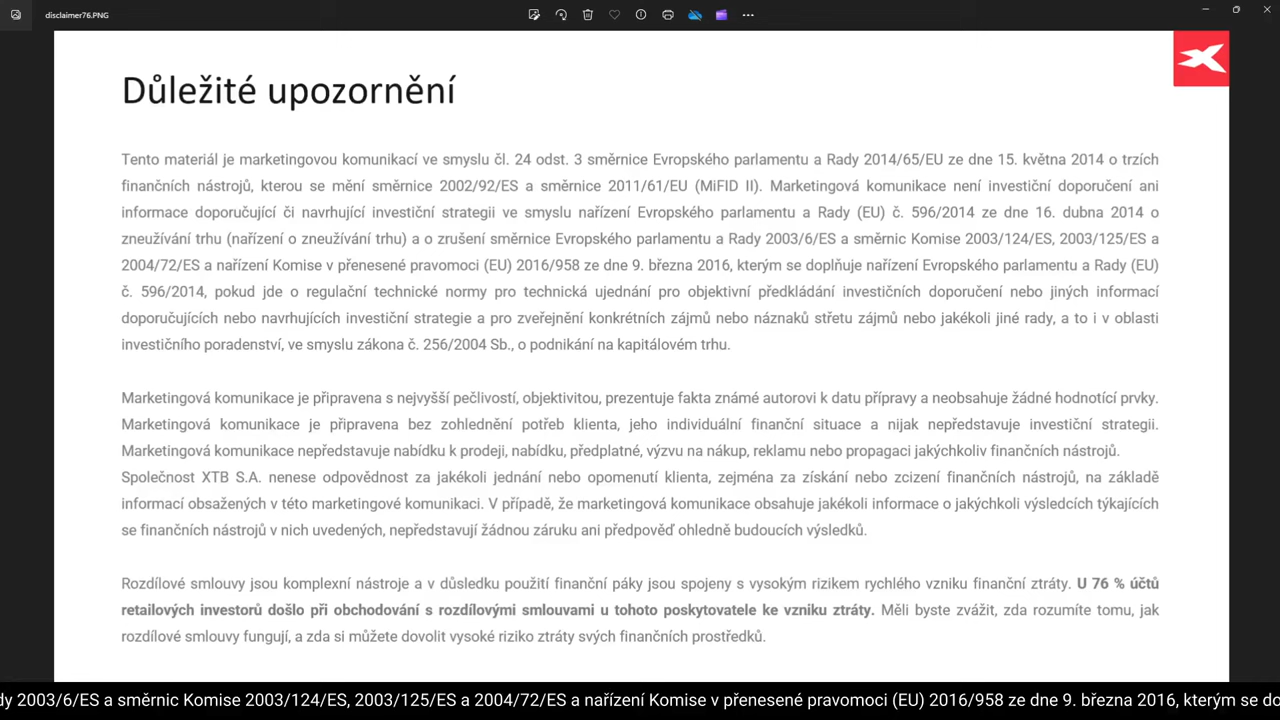 disclaimer76.PNG
Důležité upozornění
Tento materiál je marketingovou komunikací ve smyslu čl. 24 odst. 3 směrnice Evropského parlamentu a Rady 2014/65/EU ze dne 15. května 2014 o trzích
finančních nástrojů, kterou se mění směrnice 2002/92/ES a směrnice 2011/61/EU (MiFID II). Marketingová komunikace není investiční doporučení ani
informace doporučující či navrhující investiční strategii ve smyslu nařízení Evropského parlamentu a Rady (EU) č. 596/2014 ze dne 16. dubna 2014 o
zneužívání trhu (nařízení o zneužívání trhu) a o zrušení směrnice Evropského parlamentu a Rady 2003/6/ES a směrnic Komise 2003/124/ES, 2003/125/ES a
2004/72/ES a nařízení Komise v přenesené pravomoci (EU) 2016/958 ze dne 9. března 2016, kterým se doplňuje nařízení Evropského parlamentu a Rady (EU)
č. 596/2014, pokud jde o regulační technické normy pro technická ujednání pro objektivní předkládání investičních doporučení nebo jiných informací
doporučujících nebo navrhujících investiční strategie a pro zveřejnění konkrétních zájmů nebo náznaků střetu zájmů nebo jakékoli jiné rady, a to i v oblasti
investičního poradenství, ve smyslu zákona č. 256/2004 Sb., o podnikání na kapitálovém trhu.
Marketingová komunikace je připravena s nejvyšší pečlivostí, objektivitou, prezentuje fakta známé autorovi k datu přípravy a neobsahuje žádné hodnotící prvky.
Marketingová komunikace je připravena bez zohlednění potřeb klienta, jeho individuální finanční situace a nijak nepředstavuje investiční strategii.
Marketingová komunikace nepředstavuje nabídku k prodeji, nabídku, předplatné, výzvu na nákup, reklamu nebo propagaci jakýchkoliv finančních nástrojů.
Společnost XTB S.A. nenese odpovědnost za jakékoli jednání nebo opomenutí klienta, zejména za získání nebo zcizení finančních nástrojů, na základě
informací obsažených v této marketingové komunikaci. V případě, že marketingová komunikace obsahuje jakékoli informace o jakýchkoli výsledcích týkajících
se finančních nástrojů v nich uvedených, nepředstavují žádnou záruku ani předpověď ohledně budoucích výsledků.
Rozdílové smlouvy jsou komplexní nástroje a v důsledku použití finanční páky jsou spojeny s vysokým rizikem rychlého vzniku finanční ztráty. U 76 % účtů
retailových investorů došlo při obchodování s rozdílovými smlouvami u tohoto poskytovatele ke vzniku ztráty. Měli byste zvážit, zda rozumíte tomu, jak
rozdílové smlouvy fungují, a zda si můžete dovolit vysoké riziko ztráty svých finančních prostředků.
dy 2003/6/ES a směrnic Komise 2003/124/ES, 2003/125/ES a 2004/72/ES a nařízení Komise v přenesené pravomoci (EU) 2016/958 ze dne 9. března 2016, kterým se do